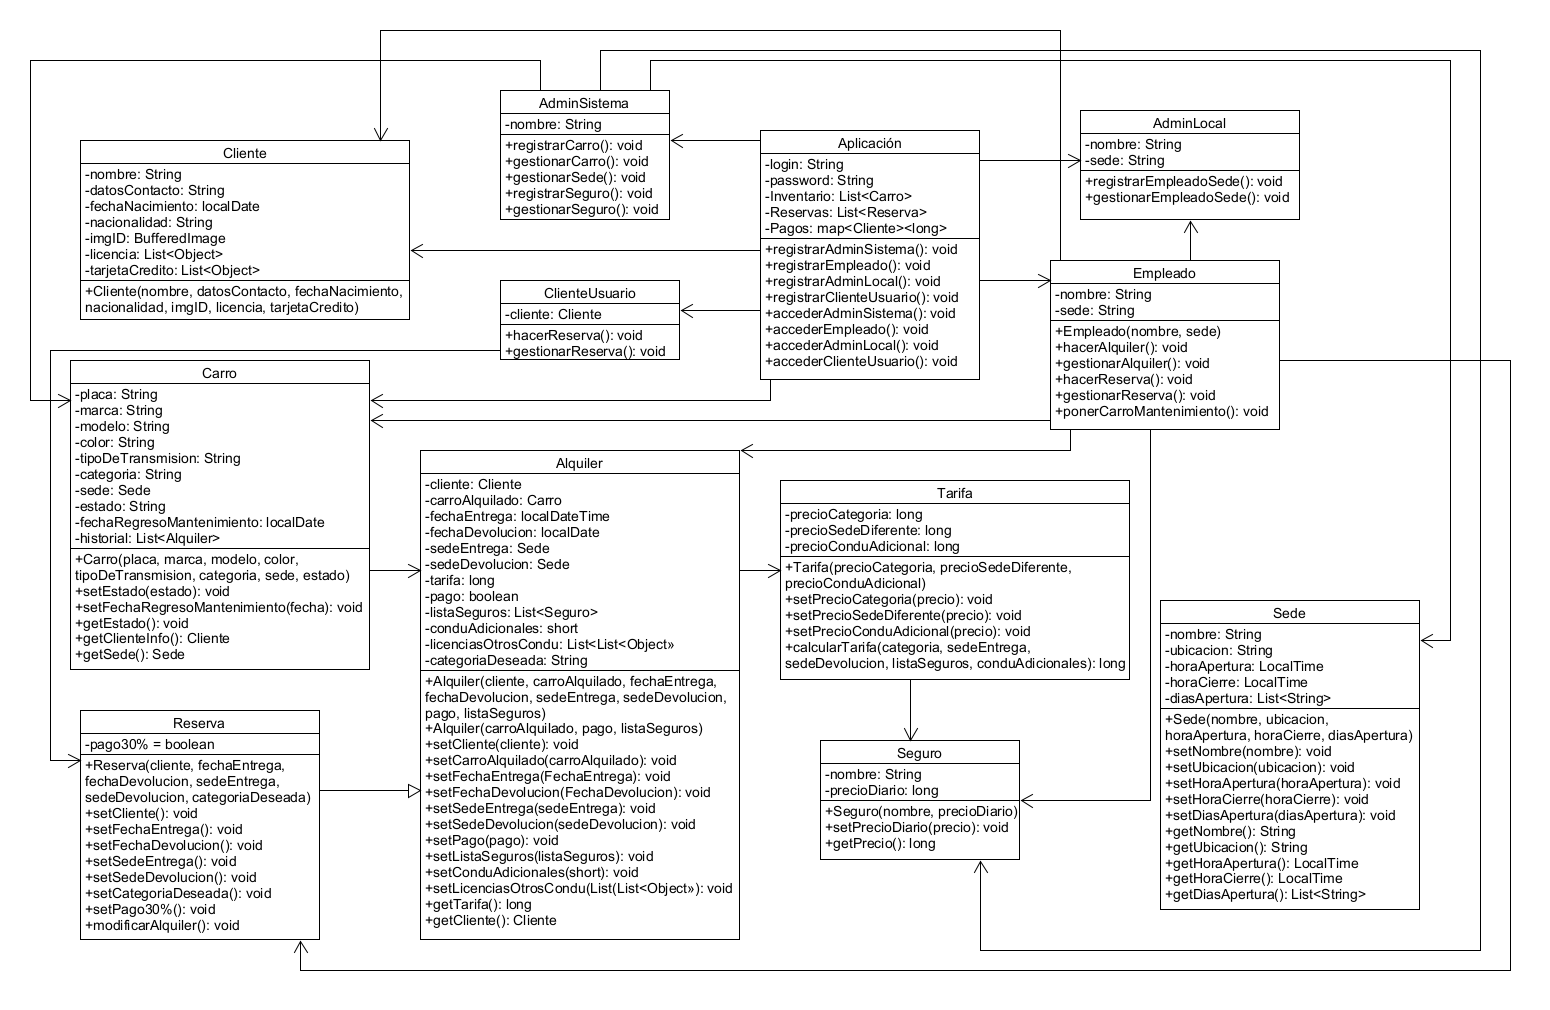 AdminSistema
-nombre: String
+registrarCarro(): void
+gestionarCarro(): void
+gestionarSede(): void
+registrarSeguro(): void
+gestionarSeguro(): void
AdminLocal
-nombre: String
-sede: String
+registrarEmpleadoSede(): void
+gestionarEmpleadoSede(): void
Aplicación
-login: String
-password: String
-Inventario: List<Carro>
-Reservas: List<Reserva>
-Pagos: map<Cliente><long>
+registrarAdminSistema(): void
+registrarEmpleado(): void
+registrarAdminLocal(): void
+registrarClienteUsuario(): void
+accederAdminSistema(): void
+accederEmpleado(): void
+accederAdminLocal(): void
+accederClienteUsuario(): void
Cliente
-nombre: String
-datosContacto: String
-fechaNacimiento: localDate
-nacionalidad: String
-imgID: BufferedImage
-licencia: List<Object>
-tarjetaCredito: List<Object>
+Cliente(nombre, datosContacto, fechaNacimiento,
nacionalidad, imgID, licencia, tarjetaCredito)
ClienteUsuario
-cliente: Cliente
+hacerReserva(): void
+gestionarReserva(): void
Empleado
-nombre: String
-sede: String
+Empleado(nombre, sede)
+hacerAlquiler(): void
+gestionarAlquiler(): void
+hacerReserva(): void
+gestionarReserva(): void
+ponerCarroMantenimiento(): void
Carro
-placa: String
-marca: String
-modelo: String
-color: String
-tipoDeTransmision: String
-categoria: String
-sede: Sede
-estado: String
-fechaRegresoMantenimiento: localDate
-historial: List<Alquiler>
+Carro(placa, marca, modelo, color,
tipoDeTransmision, categoria, sede, estado)
+setEstado(estado): void
+setFechaRegresoMantenimiento(fecha): void
+getEstado(): void
+getClienteInfo(): Cliente
+getSede(): Sede
Alquiler
-cliente: Cliente
-carroAlquilado: Carro
-fechaEntrega: localDateTime
-fechaDevolucion: localDate
-sedeEntrega: Sede
-sedeDevolucion: Sede
-tarifa: long
-pago: boolean
-listaSeguros: List<Seguro>
-conduAdicionales: short
-licenciasOtrosCondu: List<List<Object»
-categoriaDeseada: String
+Alquiler(cliente, carroAlquilado, fechaEntrega,
fechaDevolucion, sedeEntrega, sedeDevolucion,
pago, listaSeguros)
+Alquiler(carroAlquilado, pago, listaSeguros)
+setCliente(cliente): void
+setCarroAlquilado(carroAlquilado): void
+setFechaEntrega(FechaEntrega): void
+setFechaDevolucion(FechaDevolucion): void
+setSedeEntrega(sedeEntrega): void
+setSedeDevolucion(sedeDevolucion): void
+setPago(pago): void
+setListaSeguros(listaSeguros): void
+setConduAdicionales(short): void
+setLicenciasOtrosCondu(List(List<Object»): void
+getTarifa(): long
+getCliente(): Cliente
Tarifa
-precioCategoria: long
-precioSedeDiferente: long
-precioConduAdicional: long
+Tarifa(precioCategoria, precioSedeDiferente,
precioConduAdicional)
+setPrecioCategoria(precio): void
+setPrecioSedeDiferente(precio): void
+setPrecioConduAdicional(precio): void
+calcularTarifa(categoria, sedeEntrega,
sedeDevolucion, listaSeguros, conduAdicionales): long
Sede
-nombre: String
-ubicacion: String
-horaApertura: LocalTime
-horaCierre: LocalTime
-diasApertura: List<String>
+Sede(nombre, ubicacion,
horaApertura, horaCierre, diasApertura)
+setNombre(nombre): void
+setUbicacion(ubicacion): void
+setHoraApertura(horaApertura): void
+setHoraCierre(horaCierre): void
+setDiasApertura(diasApertura): void
+getNombre(): String
+getUbicacion(): String
+getHoraApertura(): LocalTime
+getHoraCierre(): LocalTime
+getDiasApertura(): List<String>
Reserva
-pago30% = boolean
+Reserva(cliente, fechaEntrega,
fechaDevolucion, sedeEntrega,
sedeDevolucion, categoriaDeseada)
+setCliente(): void
+setFechaEntrega(): void
+setFechaDevolucion(): void
+setSedeEntrega(): void
+setSedeDevolucion(): void
+setCategoriaDeseada(): void
+setPago30%(): void
+modificarAlquiler(): void
Seguro
-nombre: String
-precioDiario: long
+Seguro(nombre, precioDiario)
+setPrecioDiario(precio): void
+getPrecio(): long